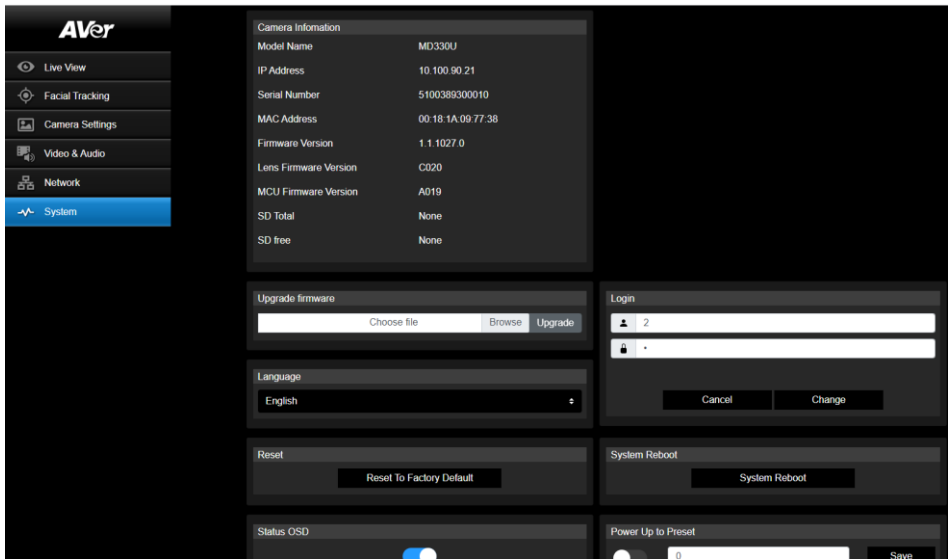 AVer
Live View
Facial Tracking
Camera Settings
Video & Audio
Network
System
Camera Infomation
Model Name MD330U
IP Address 10.100.90.21
Serial Number 5100389300010
MAC Address 00:18:1A:09:77:38
Firmware Version 1.1.1027.0
Lens Firmware Version C020
MCU Firmware Version A019
SD Total None
SD free None
Upgrade firmware
Choose file Browse Upgrade
Login
2
•
Cancel Change
Language
English
Reset
Reset To Factory Default
System Reboot
System Reboot
Status OSD
Power Up to Preset
0 Save